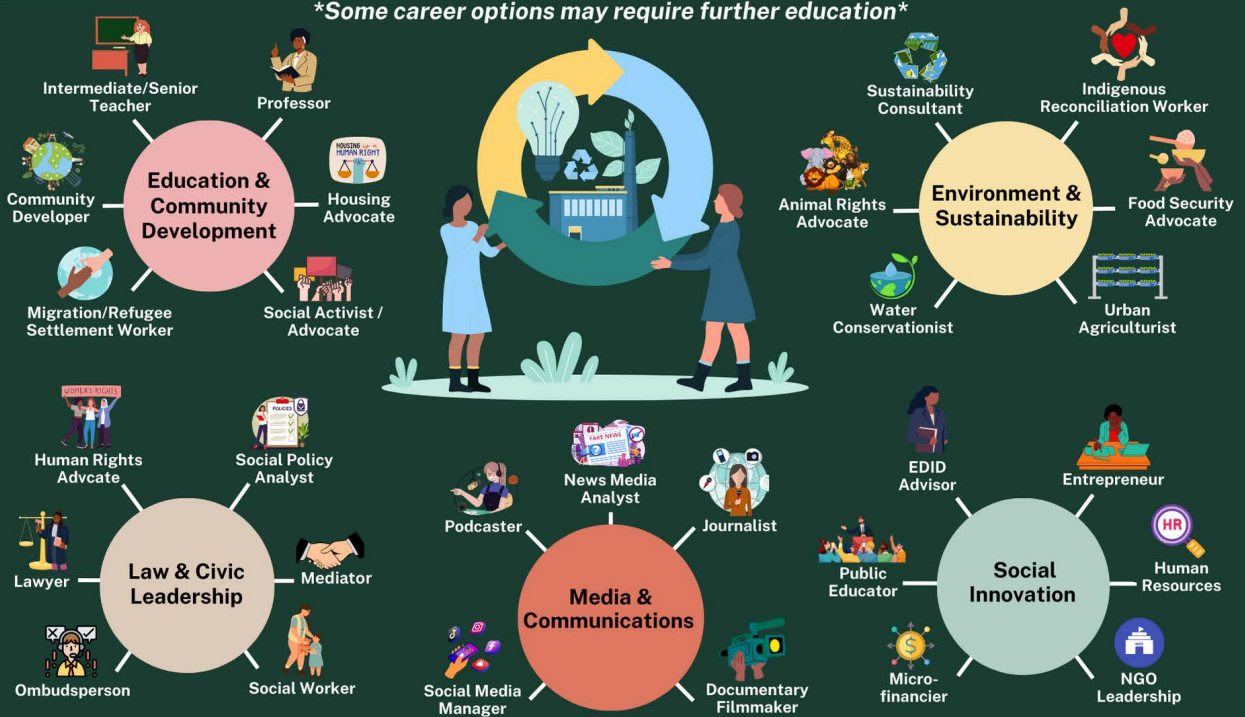 *Some career options may require further education*
Intermediate/Senior
Teacher
Professor
Community
Developer
Education &
Community
Development
HOUSING is a
HUMAN RIGHT
Housing
Advocate
Migration/Refugee
Settlement Worker
Social Activist /
Advocate
Sustainability
Consultant
Indigenous
Reconciliation Worker
Animal Rights
Advocate
Environment &
Sustainability
Food Security
Advocate
Water
Conservationist
Urban
Agriculturist
WOMEN'S RIGHTS
Human Rights
Advcate
POLICIES
Social Policy
Analyst
Lawyer
Law & Civic
Leadership
Mediator
Ombudsperson
Social Worker
Podcaster
FAKE NEWS
News Media
Analyst
Journalist
Media &
Communications
Social Media
Manager
Documentary
Filmmaker
EDID
Advisor
Entrepreneur
Public
Educator
Social
Innovation
HR
Human
Resources
Micro-
financier
NGO
Leadership